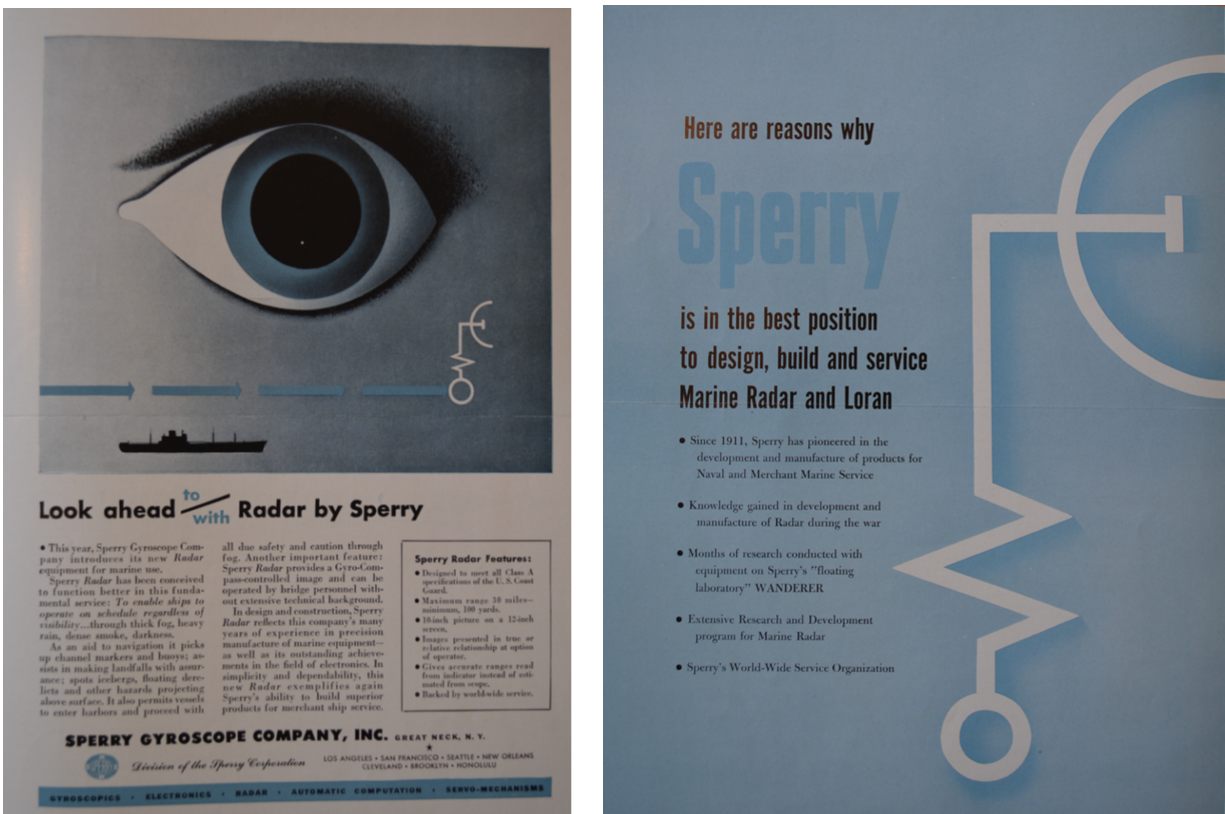 Look ahead to with Radar by Sperry
• This year, Sperry Gyroscope Com-
pany introduces its new Radar
equipment for marine use.
Sperry Radar has been conceived
to function better in this funda-
mental service: To enable ships to
operate on schedule regardless of
visibility...through thick fog, heavy
rain, dense smoke, darkness.
As an aid to navigation it picks
up channel markers and buoys; as-
sists in making landfalls with assur-
ance; spots icebergs, floating dere-
licts and other hazards projecting
above surface. It also permits vessels
to enter harbors and proceed with
all due safety and caution through
fog. Another important feature:
Sperry Radar provides a Gyro-Com-
pass-controlled image and can be
operated by bridge personnel with-
out extensive technical background.
In design and construction, Sperry
Radar reflects this company's many
years of experience in precision
manufacture of marine equipment—
as well as its outstanding achieve-
ments in the field of electronics. In
simplicity and dependability, this
new Radar exemplifies again
Sperry's ability to build superior
products for merchant ship service.
Sperry Radar Features:
• Designed to meet all Class A
specifications of the U. S. Coast
Guard.
• Maximum range 30 miles—
minimum, 100 yards.
• 10-inch picture on a 12-inch
screen.
• Images presented in true or
relative relationship at option
of operator.
• Gives accurate ranges read
from indicator instead of esti-
mated from scope.
• Backed by world-wide service.
SPERRY GYROSCOPE COMPANY, INC. GREAT NECK, N. Y.
Division of the Sperry Corporation
LOS ANGELES • SAN FRANCISCO • SEATTLE • NEW ORLEANS
CLEVELAND • BROOKLYN • HONOLULU
GYROSCOPICS • ELECTRONICS • RADAR • AUTOMATIC COMPUTATION • SERVO-MECHANISMS
Here are reasons why
Sperry
is in the best position
to design, build and service
Marine Radar and Loran
• Since 1911, Sperry has pioneered in the
development and manufacture of products for
Naval and Merchant Marine Service
• Knowledge gained in development and
manufacture of Radar during the war
• Months of research conducted with
equipment on Sperry's "floating
laboratory" WANDERER
• Extensive Research and Development
program for Marine Radar
• Sperry's World-Wide Service Organization